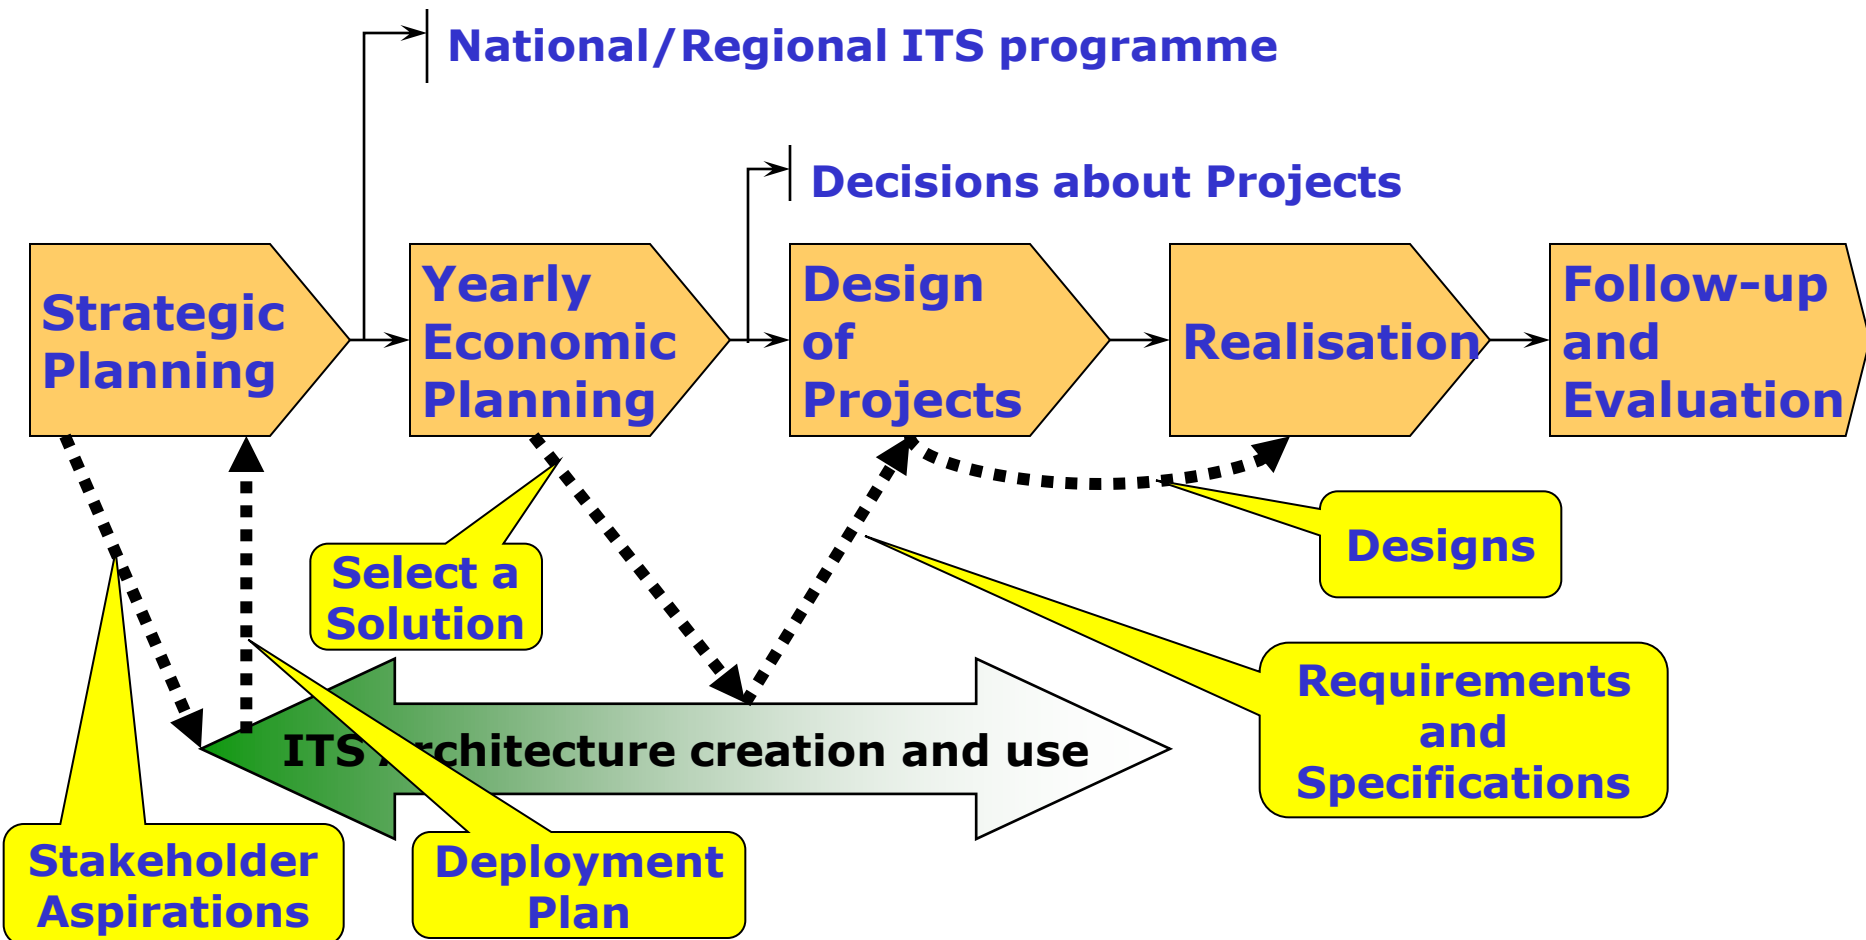 National/Regional ITS programme
Decisions about Projects
Strategic
Planning
Yearly
Economic
Planning
Design
of
Projects
Realisation
Follow-up
and
Evaluation
Select a
Solution
Designs
Requirements
and
Specifications
ITS Architecture creation and use
Stakeholder
Aspirations
Deployment
Plan